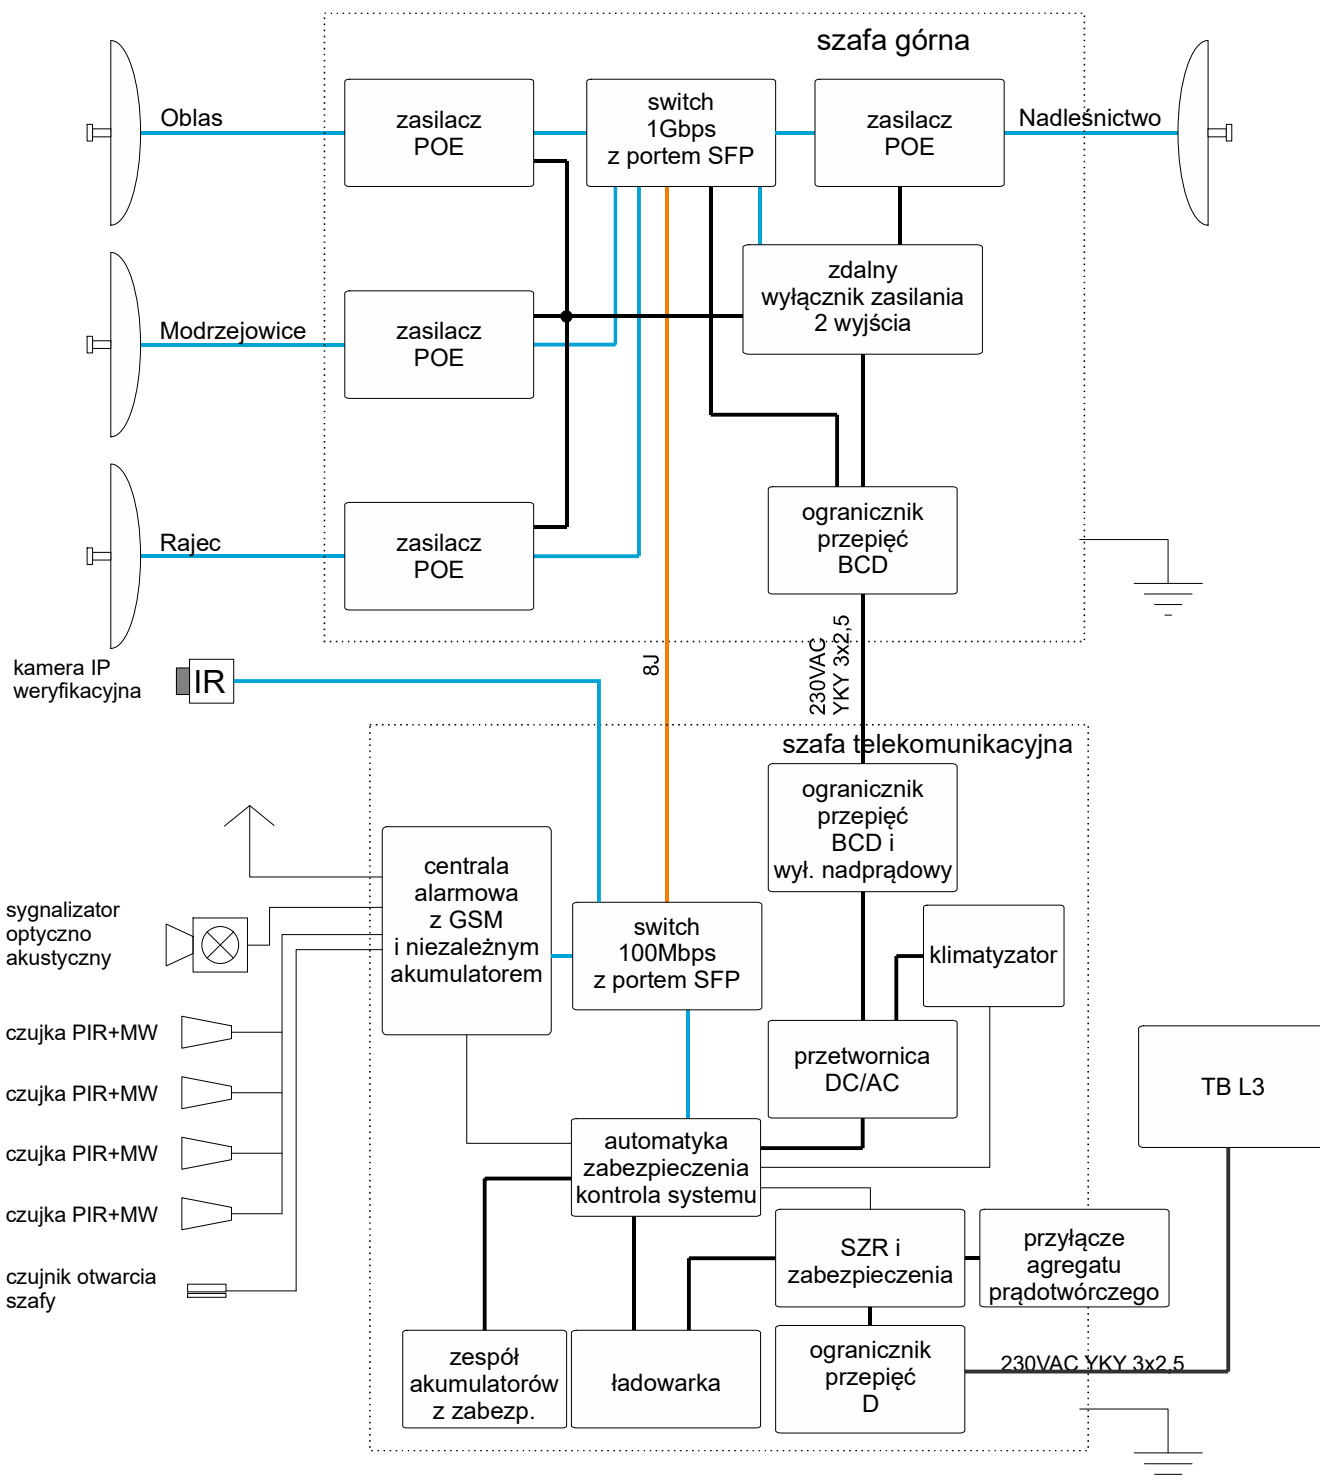 szafa górna
Oblas
zasilacz
POE
switch
1Gbps
z portem SFP
zasilacz
POE
Nadleśnictwo
zdalny
wyłącznik zasilania
2 wyjścia
Modrzejowice
zasilacz
POE
ogranicznik
przepięć
BCD
Rajec
zasilacz
POE
kamera IP
weryfikacyjna
IR
8J
230VAC
YKY 3x2,5
szafa telekomunikacyjna
ogranicznik
przepięć
BCD i
wył. nadprądowy
centrala
alarmowa
z GSM
i niezależnym
akumulatorem
sygnalizator
optyczno
akustyczny
switch
100Mbps
z portem SFP
klimatyzator
czujka PIR+MW
przetwornica
DC/AC
TB L3
czujka PIR+MW
czujka PIR+MW
automatyka
zabezpieczenia
kontrola systemu
czujka PIR+MW
SZR i
zabezpieczenia
przyłącze
agregatu
prądotwórczego
czujnik otwarcia
szafy
zespół
akumulatorów
z zabezp.
ładowarka
ogranicznik
przepięć
D
230VAC YKY 3x2,5